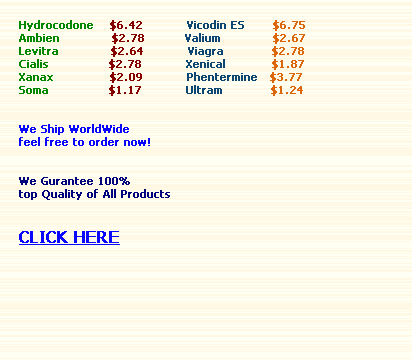 Hydrocodone $6.42 Vicodin ES $6.75
Ambien $2.78 Valium $2.67
Levitra $2.64 Viagra $2.78
Cialis $2.78 Xenical $1.87
Xanax $2.09 Phentermine $3.77
Soma $1.17 Ultram $1.24
We Ship WorldWide
feel free to order now!
We Gurantee 100%
top Quality of All Products
CLICK HERE